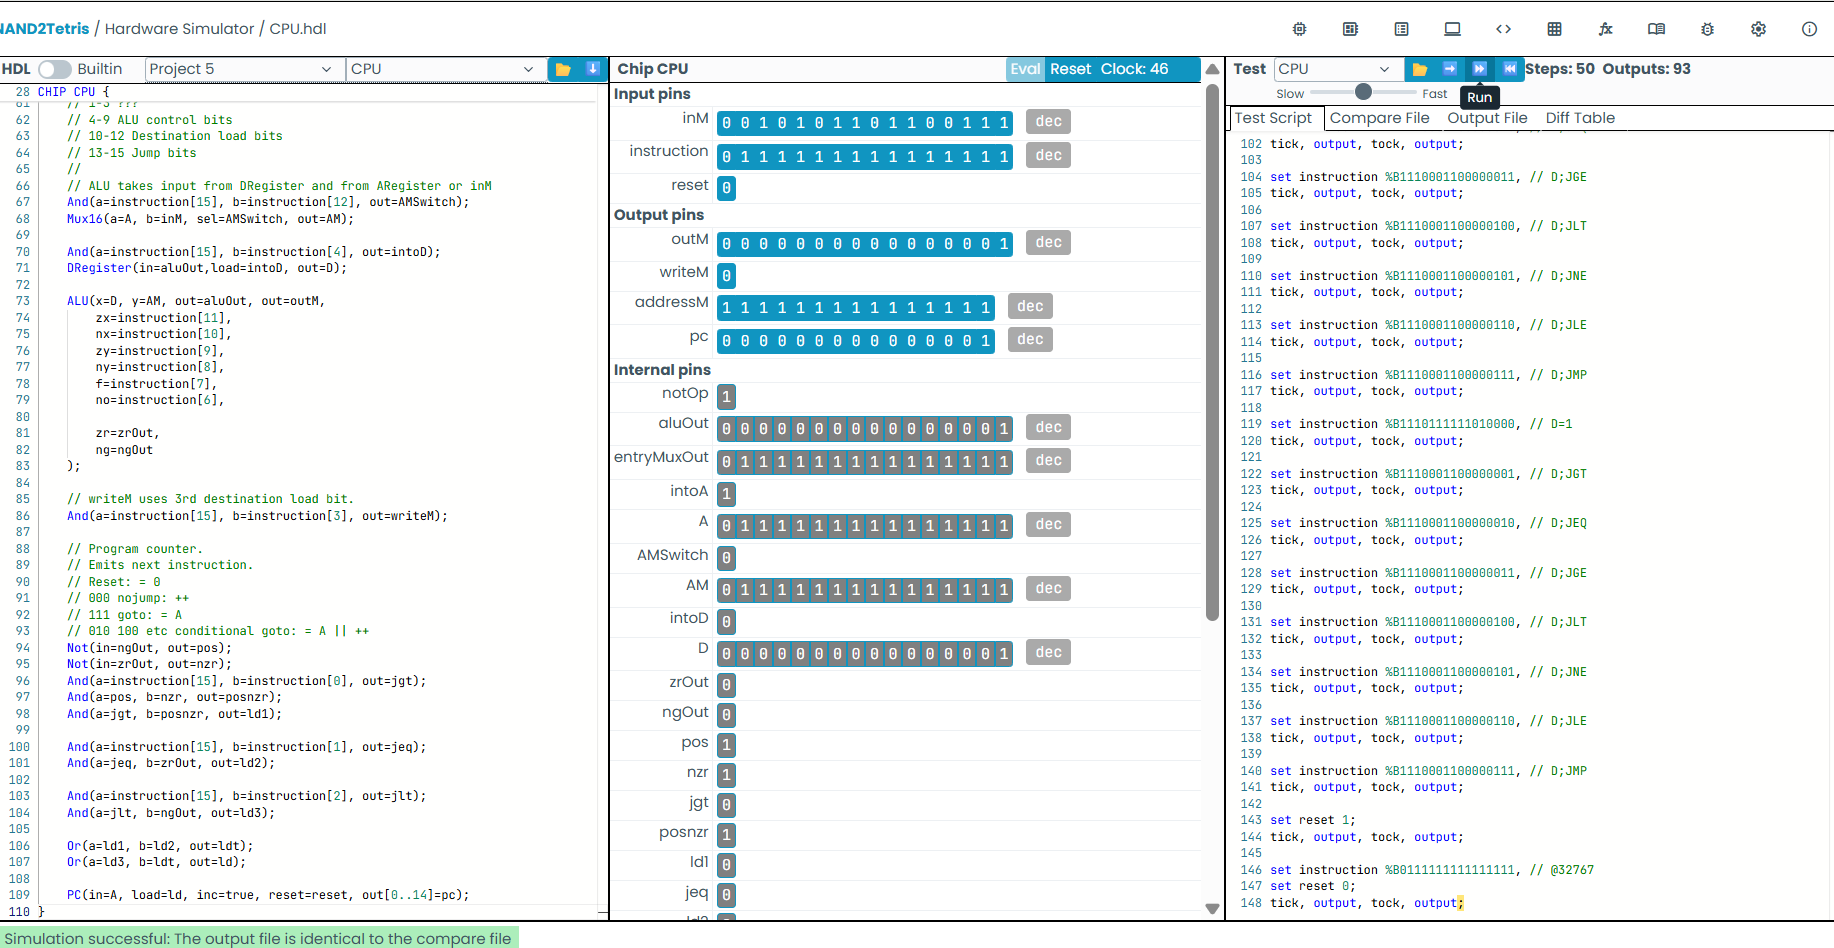 NAND2Tetris / Hardware Simulator / CPU.hdl
HDL Builtin Project 5 CPU
28 CHIP CPU {
61 // 1-3 ???
62 // 4-9 ALU control bits
63 // 10-12 Destination load bits
64 // 13-15 Jump bits
65 //
66 // ALU takes input from DRegister and from ARegister or inM
67 And(a=instruction[15], b=instruction[12], out=AMSwitch);
68 Mux16(a=A, b=inM, sel=AMSwitch, out=AM);
69
70 And(a=instruction[15], b=instruction[4], out=intoD);
71 DRegister(in=aluOut,load=intoD, out=D);
72
73 ALU(x=D, y=AM, out=aluOut, out=outM,
74 zx=instruction[11],
75 nx=instruction[10],
76 zy=instruction[9],
77 ny=instruction[8],
78 f=instruction[7],
79 no=instruction[6],
80
81 zr=zrOut,
82 ng=ngOut
83 );
84
85 // writeM uses 3rd destination load bit.
86 And(a=instruction[15], b=instruction[3], out=writeM);
87
88 // Program counter.
89 // Emits next instruction.
90 // Reset: = 0
91 // 000 nojump: ++
92 // 111 goto: = A
93 // 010 100 etc conditional goto: = A || ++
94 Not(in=ngOut, out=pos);
95 Not(in=zrOut, out=nzr);
96 And(a=instruction[15], b=instruction[0], out=jgt);
97 And(a=pos, b=nzr, out=posnzr);
98 And(a=jgt, b=posnzr, out=ld1);
99
100 And(a=instruction[15], b=instruction[1], out=jeq);
101 And(a=jeq, b=zrOut, out=ld2);
102
103 And(a=instruction[15], b=instruction[2], out=jlt);
104 And(a=jlt, b=ngOut, out=ld3);
105
106 Or(a=ld1, b=ld2, out=ldt);
107 Or(a=ld3, b=ldt, out=ld);
108
109 PC(in=A, load=ld, inc=true, reset=reset, out[0..14]=pc);
110 }
Chip CPU Eval Reset Clock: 46
Input pins
inM 0 0 1 0 1 0 1 1 0 1 1 0 0 1 1 1 dec
instruction 0 1 1 1 1 1 1 1 1 1 1 1 1 1 1 1 dec
reset 0
Output pins
outM 0 0 0 0 0 0 0 0 0 0 0 0 0 0 0 1 dec
writeM 0
addressM 1 1 1 1 1 1 1 1 1 1 1 1 1 1 1 dec
pc 0 0 0 0 0 0 0 0 0 0 0 0 0 0 1 dec
Internal pins
notOp 1
aluOut 0 0 0 0 0 0 0 0 0 0 0 0 0 0 0 1 dec
entryMuxOut 0 1 1 1 1 1 1 1 1 1 1 1 1 1 1 1 dec
intoA 1
A 0 1 1 1 1 1 1 1 1 1 1 1 1 1 1 1 dec
AMSwitch 0
AM 0 1 1 1 1 1 1 1 1 1 1 1 1 1 1 1 dec
intoD 0
D 0 0 0 0 0 0 0 0 0 0 0 0 0 0 0 1 dec
zrOut 0
ngOut 0
pos 1
nzr 1
jgt 0
posnzr 1
ld1 0
jeq 0
ld2
Test CPU Steps: 50 Outputs: 93
Slow Fast Run
Test Script Compare File Output File Diff Table
102 tick, output, tock, output;
103
104 set instruction %B1110001100000011, // D;JGE
105 tick, output, tock, output;
106
107 set instruction %B1110001100000100, // D;JLT
108 tick, output, tock, output;
109
110 set instruction %B1110001100000101, // D;JNE
111 tick, output, tock, output;
112
113 set instruction %B1110001100000110, // D;JLE
114 tick, output, tock, output;
115
116 set instruction %B1110001100000111, // D;JMP
117 tick, output, tock, output;
118
119 set instruction %B1110111111010000, // D=1
120 tick, output, tock, output;
121
122 set instruction %B1110001100000001, // D;JGT
123 tick, output, tock, output;
124
125 set instruction %B1110001100000010, // D;JEQ
126 tick, output, tock, output;
127
128 set instruction %B1110001100000011, // D;JGE
129 tick, output, tock, output;
130
131 set instruction %B1110001100000100, // D;JLT
132 tick, output, tock, output;
133
134 set instruction %B1110001100000101, // D;JNE
135 tick, output, tock, output;
136
137 set instruction %B1110001100000110, // D;JLE
138 tick, output, tock, output;
139
140 set instruction %B1110001100000111, // D;JMP
141 tick, output, tock, output;
142
143 set reset 1;
144 tick, output, tock, output;
145
146 set instruction %B0111111111111111, // @32767
147 set reset 0;
148 tick, output, tock, output;
Simulation successful: The output file is identical to the compare file